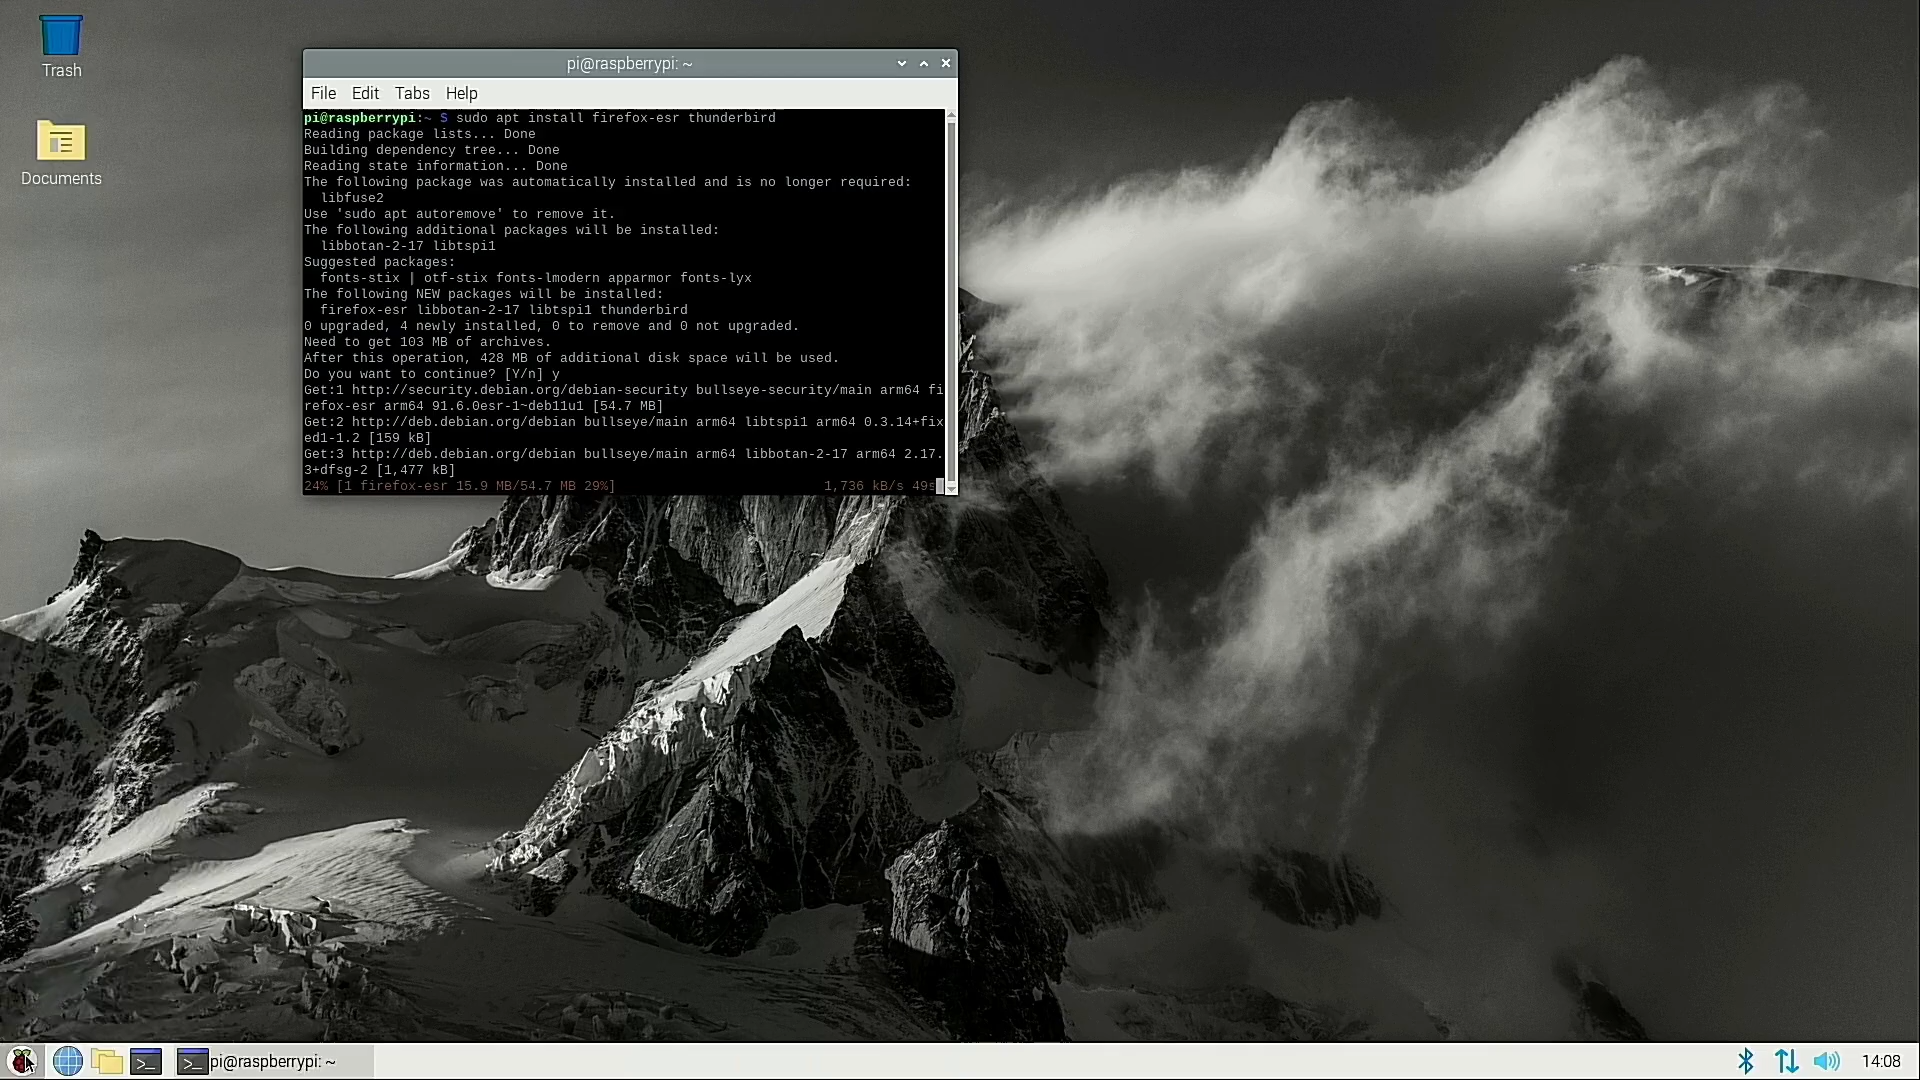 Trash
Documents
pi@raspberrypi: ~
File Edit Tabs Help
pi@raspberrypi:~ $ sudo apt install firefox-esr thunderbird
Reading package lists... Done
Building dependency tree... Done
Reading state information... Done
The following package was automatically installed and is no longer required:
libfuse2
Use 'sudo apt autoremove' to remove it.
The following additional packages will be installed:
libbotan-2-17 libtspi1
Suggested packages:
fonts-stix | otf-stix fonts-lmodern apparmor fonts-lyx
The following NEW packages will be installed:
firefox-esr libbotan-2-17 libtspi1 thunderbird
0 upgraded, 4 newly installed, 0 to remove and 0 not upgraded.
Need to get 103 MB of archives.
After this operation, 428 MB of additional disk space will be used.
Do you want to continue? [Y/n] y
Get:1 http://security.debian.org/debian-security bullseye-security/main arm64 fi
refox-esr arm64 91.6.0esr-1~deb11u1 [54.7 MB]
Get:2 http://deb.debian.org/debian bullseye/main arm64 libtspi1 arm64 0.3.14+fix
ed1-1.2 [159 kB]
Get:3 http://deb.debian.org/debian bullseye/main arm64 libbotan-2-17 arm64 2.17.
3+dfsg-2 [1,477 kB]
24% [1 firefox-esr 15.9 MB/54.7 MB 29%] 1,736 kB/s 49s
pi@raspberrypi: ~
14:08